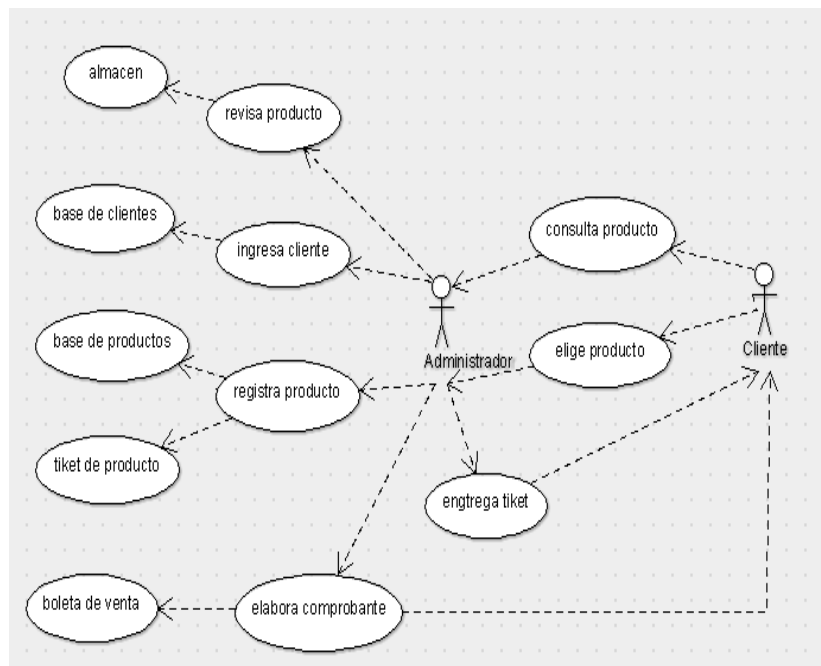 almacen
revisa producto
base de clientes
ingresa cliente
consulta producto
base de productos
registra producto
Administrador
elige producto
Cliente
tiket de producto
engtrega tiket
boleta de venta
elabora comprobante